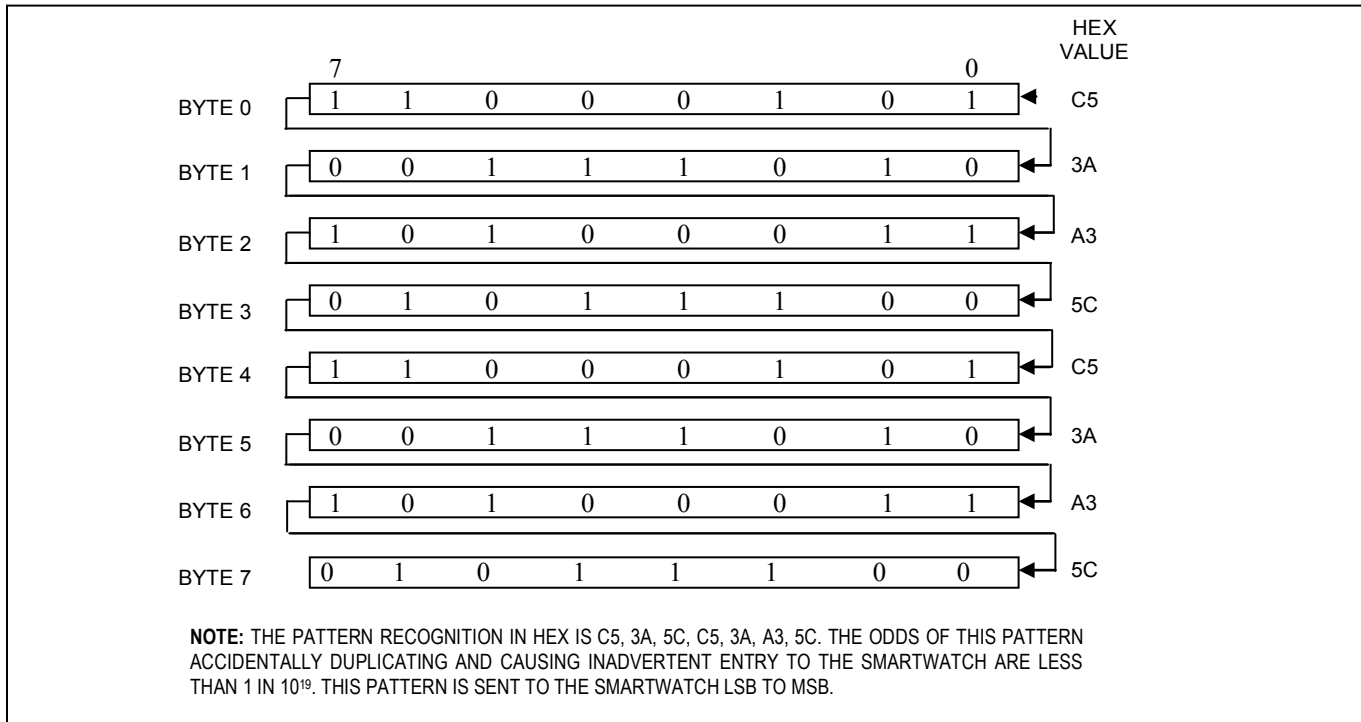 HEX
VALUE
7 0
BYTE 0 1 1 0 0 0 1 0 1 C5
BYTE 1 0 0 1 1 1 0 1 0 3A
BYTE 2 1 0 1 0 0 0 1 1 A3
BYTE 3 0 1 0 1 1 1 0 0 5C
BYTE 4 1 1 0 0 0 1 0 1 C5
BYTE 5 0 0 1 1 1 0 1 0 3A
BYTE 6 1 0 1 0 0 0 1 1 A3
BYTE 7 0 1 0 1 1 1 0 0 5C
NOTE: THE PATTERN RECOGNITION IN HEX IS C5, 3A, 5C, C5, 3A, A3, 5C. THE ODDS OF THIS PATTERN
ACCIDENTALLY DUPLICATING AND CAUSING INADVERTENT ENTRY TO THE SMARTWATCH ARE LESS
THAN 1 IN 10¹⁹. THIS PATTERN IS SENT TO THE SMARTWATCH LSB TO MSB.